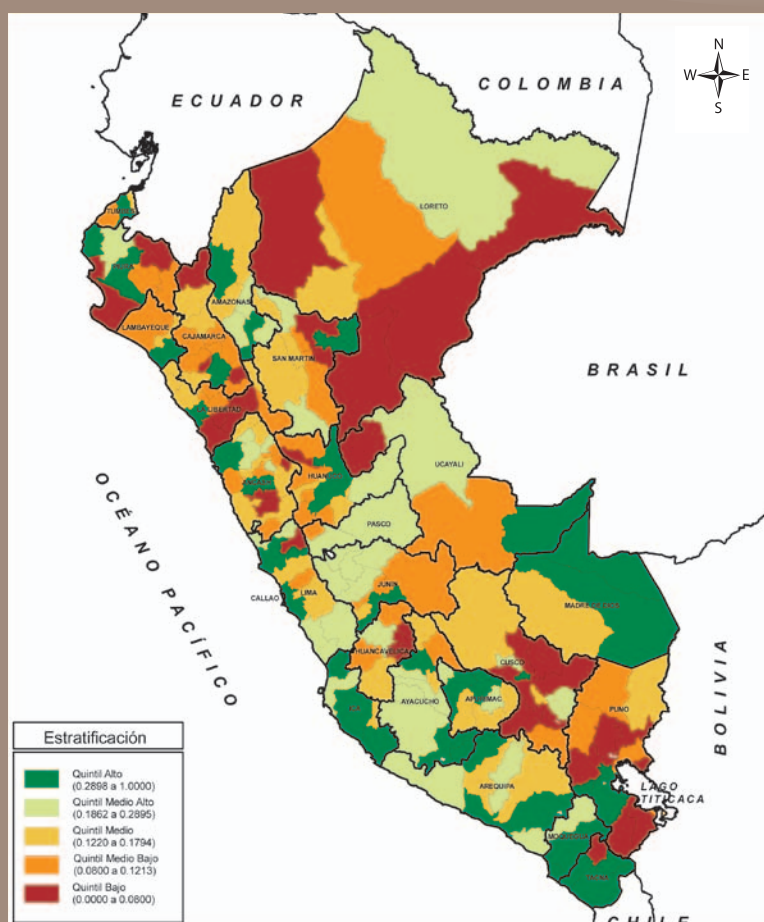 N
W E
S
COLOMBIA
ECUADOR
LORETO
TUMBES
PIURA
AMAZONAS
LAMBAYEQUE
CAJAMARCA
SAN MARTIN
BRASIL
LA LIBERTAD
UCAYALI
HUANUCO
OCÉANO PACÍFICO
PASCO
JUNIN
CALLAO
LIMA
MADRE DE DIOS
HUANCAVELICA
CUSCO
BOLIVIA
AYACUCHO
APURIMAC
ICA
PUNO
Estratificación
Quintil Alto
(0.2898 a 1.0000)
Quintil Medio Alto
(0.1862 a 0.2895)
Quintil Medio
(0.1220 a 0.1794)
Quintil Medio Bajo
(0.0800 a 0.1213)
Quintil Bajo
(0.0000 a 0.0800)
AREQUIPA
LAGO
TITICACA
MOQUEGUA
TACNA
CHILE